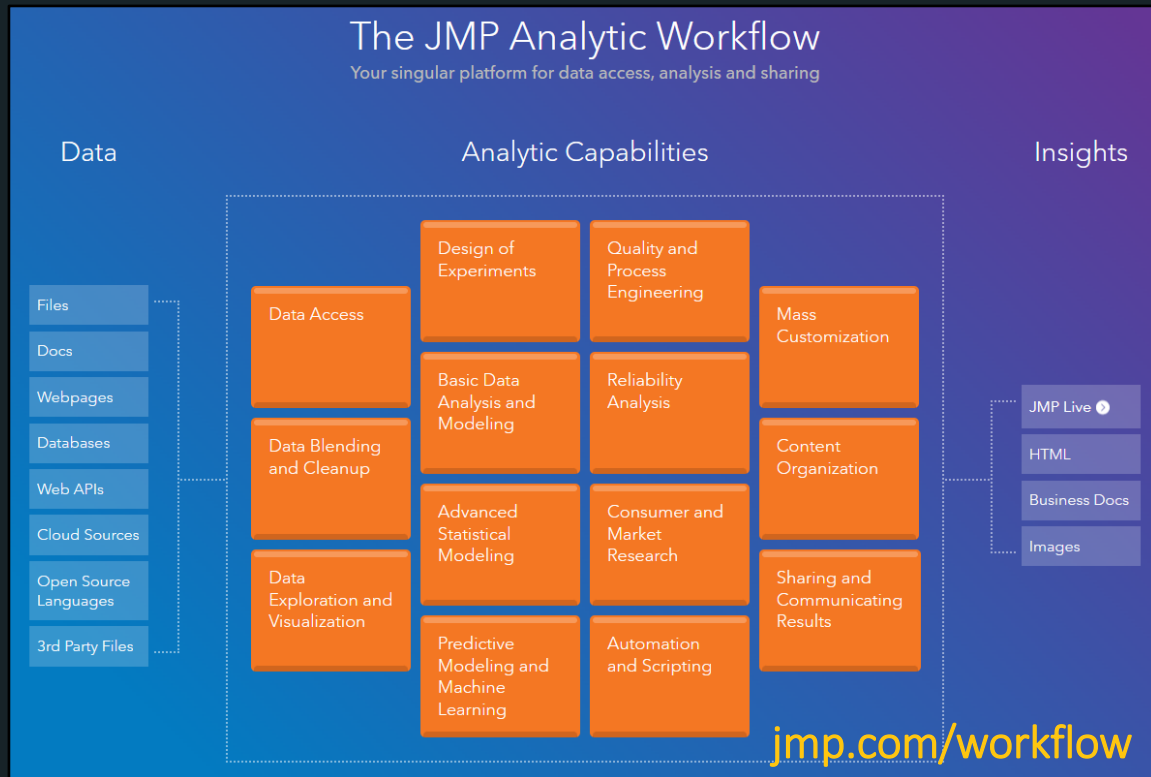 The JMP Analytic Workflow
Your singular platform for data access, analysis and sharing
Data
Analytic Capabilities
Insights
Files
Docs
Webpages
Databases
Web APIs
Cloud Sources
Open Source
Languages
3rd Party Files
Data Access
Data Blending
and Cleanup
Data
Exploration and
Visualization
Design of
Experiments
Basic Data
Analysis and
Modeling
Advanced
Statistical
Modeling
Predictive
Modeling and
Machine
Learning
Quality and
Process
Engineering
Reliability
Analysis
Consumer and
Market
Research
Automation
and Scripting
Mass
Customization
Content
Organization
Sharing and
Communicating
Results
JMP Live
HTML
Business Docs
Images
jmp.com/workflow